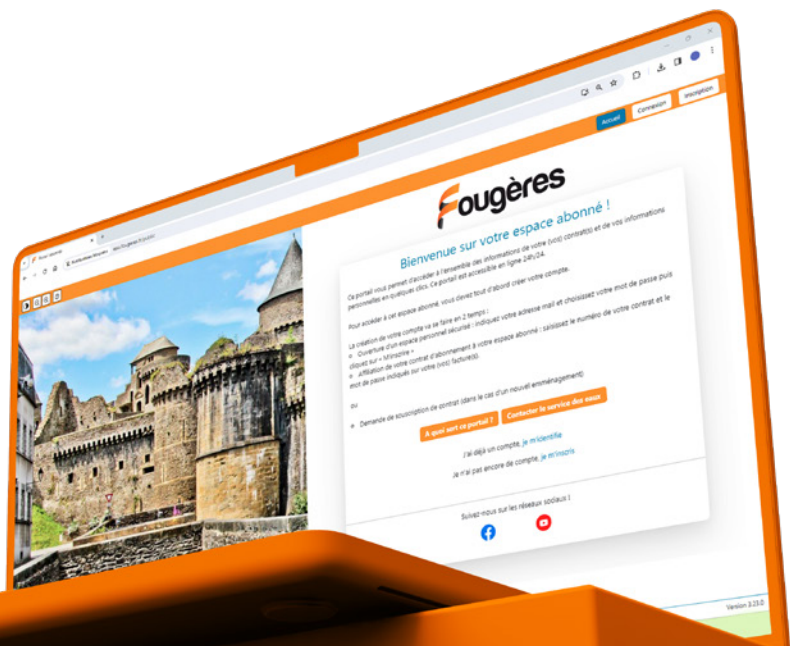 Accueil
Connexion
Inscription
Fougères
Bienvenue sur votre espace abonné !
Ce portail vous permet d'accéder à l'ensemble des informations de votre (vos) contrat(s) et de vos informations
personnelles en quelques clics. Ce portail est accessible en ligne 24h/24.
Pour accéder à cet espace abonné, vous devez tout d'abord créer votre compte.
La création de votre compte va se faire en 2 temps :
Ouverture d'un espace personnel sécurisé : indiquez votre adresse mail et choisissez votre mot de passe puis
cliquez sur « M'inscrire »
Affiliation de votre contrat d'abonnement à votre espace abonné : saisissez le numéro de votre contrat et le
mot de passe indiqués sur votre (vos) facture(s).
ou
Demande de souscription de contrat (dans le cas d'un nouvel emménagement)
A quoi sert ce portail ?
Contacter le service des eaux
J'ai déjà un compte, je m'identifie
Je n'ai pas encore de compte, je m'inscris
Suivez-nous sur les réseaux sociaux :
Version 3.23.0